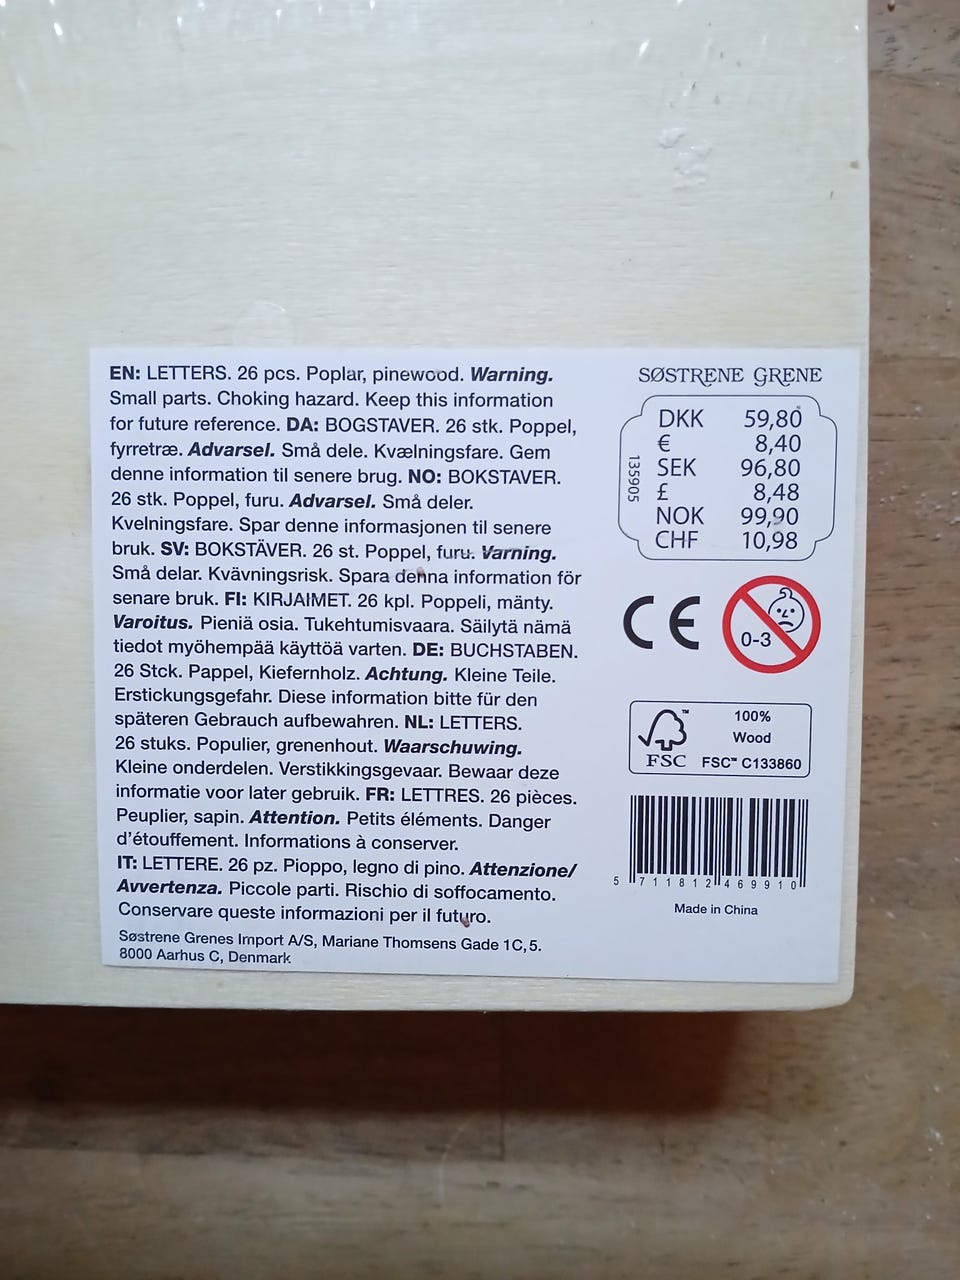 EN: LETTERS. 26 pcs. Poplar, pinewood. Warning.
Small parts. Choking hazard. Keep this information
for future reference. DA: BOGSTAVER. 26 stk. Poppel,
fyrretræ. Advarsel. Små dele. Kvælningsfare. Gem
denne information til senere brug. NO: BOKSTAVER.
26 stk. Poppel, furu. Advarsel. Små deler.
Kvelningsfare. Spar denne informasjonen til senere
bruk. SV: BOKSTÄVER. 26 st. Poppel, furu. Varning.
Små delar. Kvävningsrisk. Spara denna information för
senare bruk. FI: KIRJAIMET. 26 kpl. Poppeli, mänty.
Varoitus. Pieniä osia. Tukehtumisvaara. Säilytä nämä
tiedot myöhempää käyttöä varten. DE: BUCHSTABEN.
26 Stck. Pappel, Kiefernholz. Achtung. Kleine Teile.
Erstickungsgefahr. Diese information bitte für den
späteren Gebrauch aufbewahren. NL: LETTERS.
26 stuks. Populier, grenenhout. Waarschuwing.
Kleine onderdelen. Verstikkingsgevaar. Bewaar deze
informatie voor later gebruik. FR: LETTRES. 26 pièces.
Peuplier, sapin. Attention. Petits éléments. Danger
d'étouffement. Informations à conserver.
IT: LETTERE. 26 pz. Pioppo, legno di pino. Attenzione/
Avvertenza. Piccole parti. Rischio di soffocamento.
Conservare queste informazioni per il futuro.
Søstrene Grenes Import A/S, Mariane Thomsens Gade 1C, 5.
8000 Aarhus C, Denmark
SØSTRENE GRENE
135905
DKK 59,80
€ 8,40
SEK 96,80
£ 8,48
NOK 99,90
CHF 10,98
CE
0-3
FSC
™
100%
Wood
FSC™ C133860
5 711812 469910
Made in China